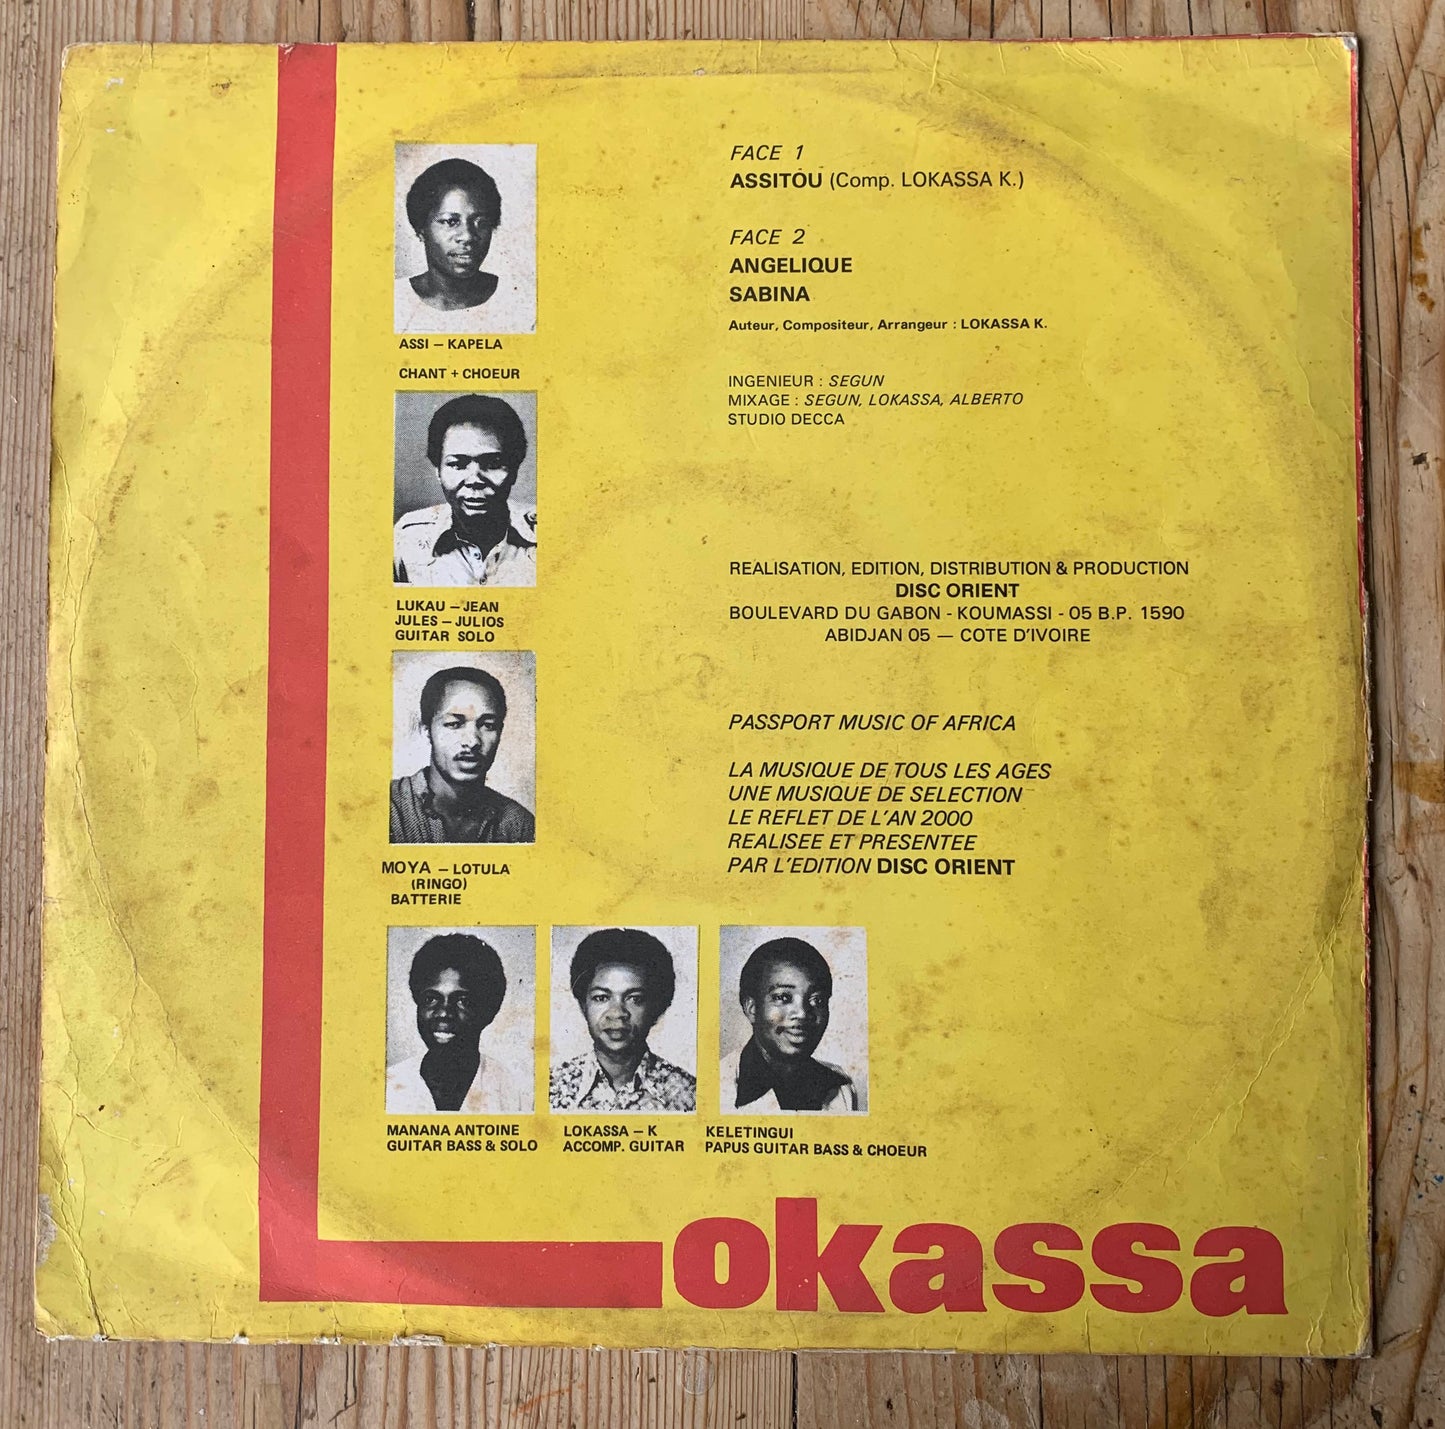 FACE 1
ASSITOU (Comp. LOKASSA K.)
FACE 2
ANGELIQUE
SABINA
Auteur, Compositeur, Arrangeur : LOKASSA K.
INGENIEUR : SEGUN
MIXAGE : SEGUN, LOKASSA, ALBERTO
STUDIO DECCA
ASSI – KAPELA
CHANT + CHOEUR
LUKAU – JEAN
JULES – JULIOS
GUITAR SOLO
REALISATION, EDITION, DISTRIBUTION & PRODUCTION
DISC ORIENT
BOULEVARD DU GABON - KOUMASSI - 05 B.P. 1590
ABIDJAN 05 — COTE D'IVOIRE
PASSPORT MUSIC OF AFRICA
LA MUSIQUE DE TOUS LES AGES
UNE MUSIQUE DE SELECTION
LE REFLET DE L'AN 2000
REALISEE ET PRESENTEE
PAR L'EDITION DISC ORIENT
MOYA – LOTULA
(RINGO)
BATTERIE
MANANA ANTOINE
GUITAR BASS & SOLO
LOKASSA – K
ACCOMP. GUITAR
KELETINGUI
PAPUS GUITAR BASS & CHOEUR
Lokassa